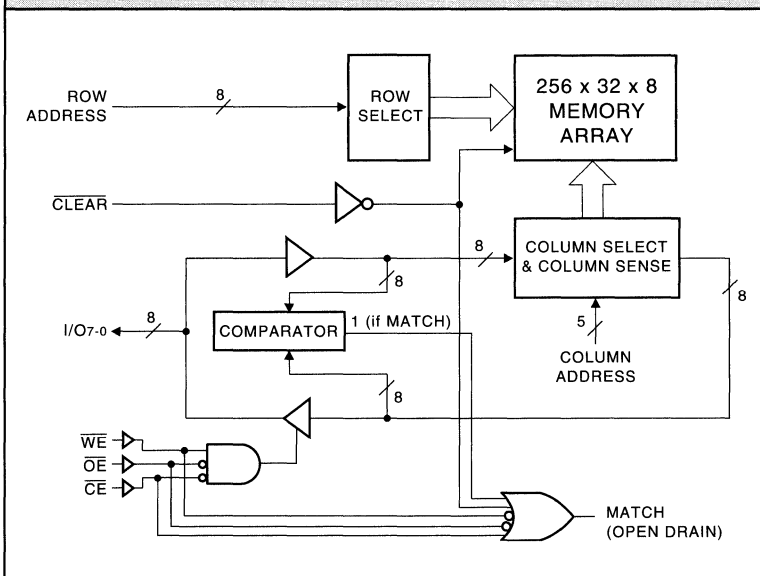 ROW
ADDRESS
8
ROW
SELECT
256 x 32 x 8
MEMORY
ARRAY
CLEAR
8
COLUMN SELECT
& COLUMN SENSE
8
8
I/O7-0
8
COMPARATOR
1 (if MATCH)
5
COLUMN
ADDRESS
8
WE
OE
CE
MATCH
(OPEN DRAIN)